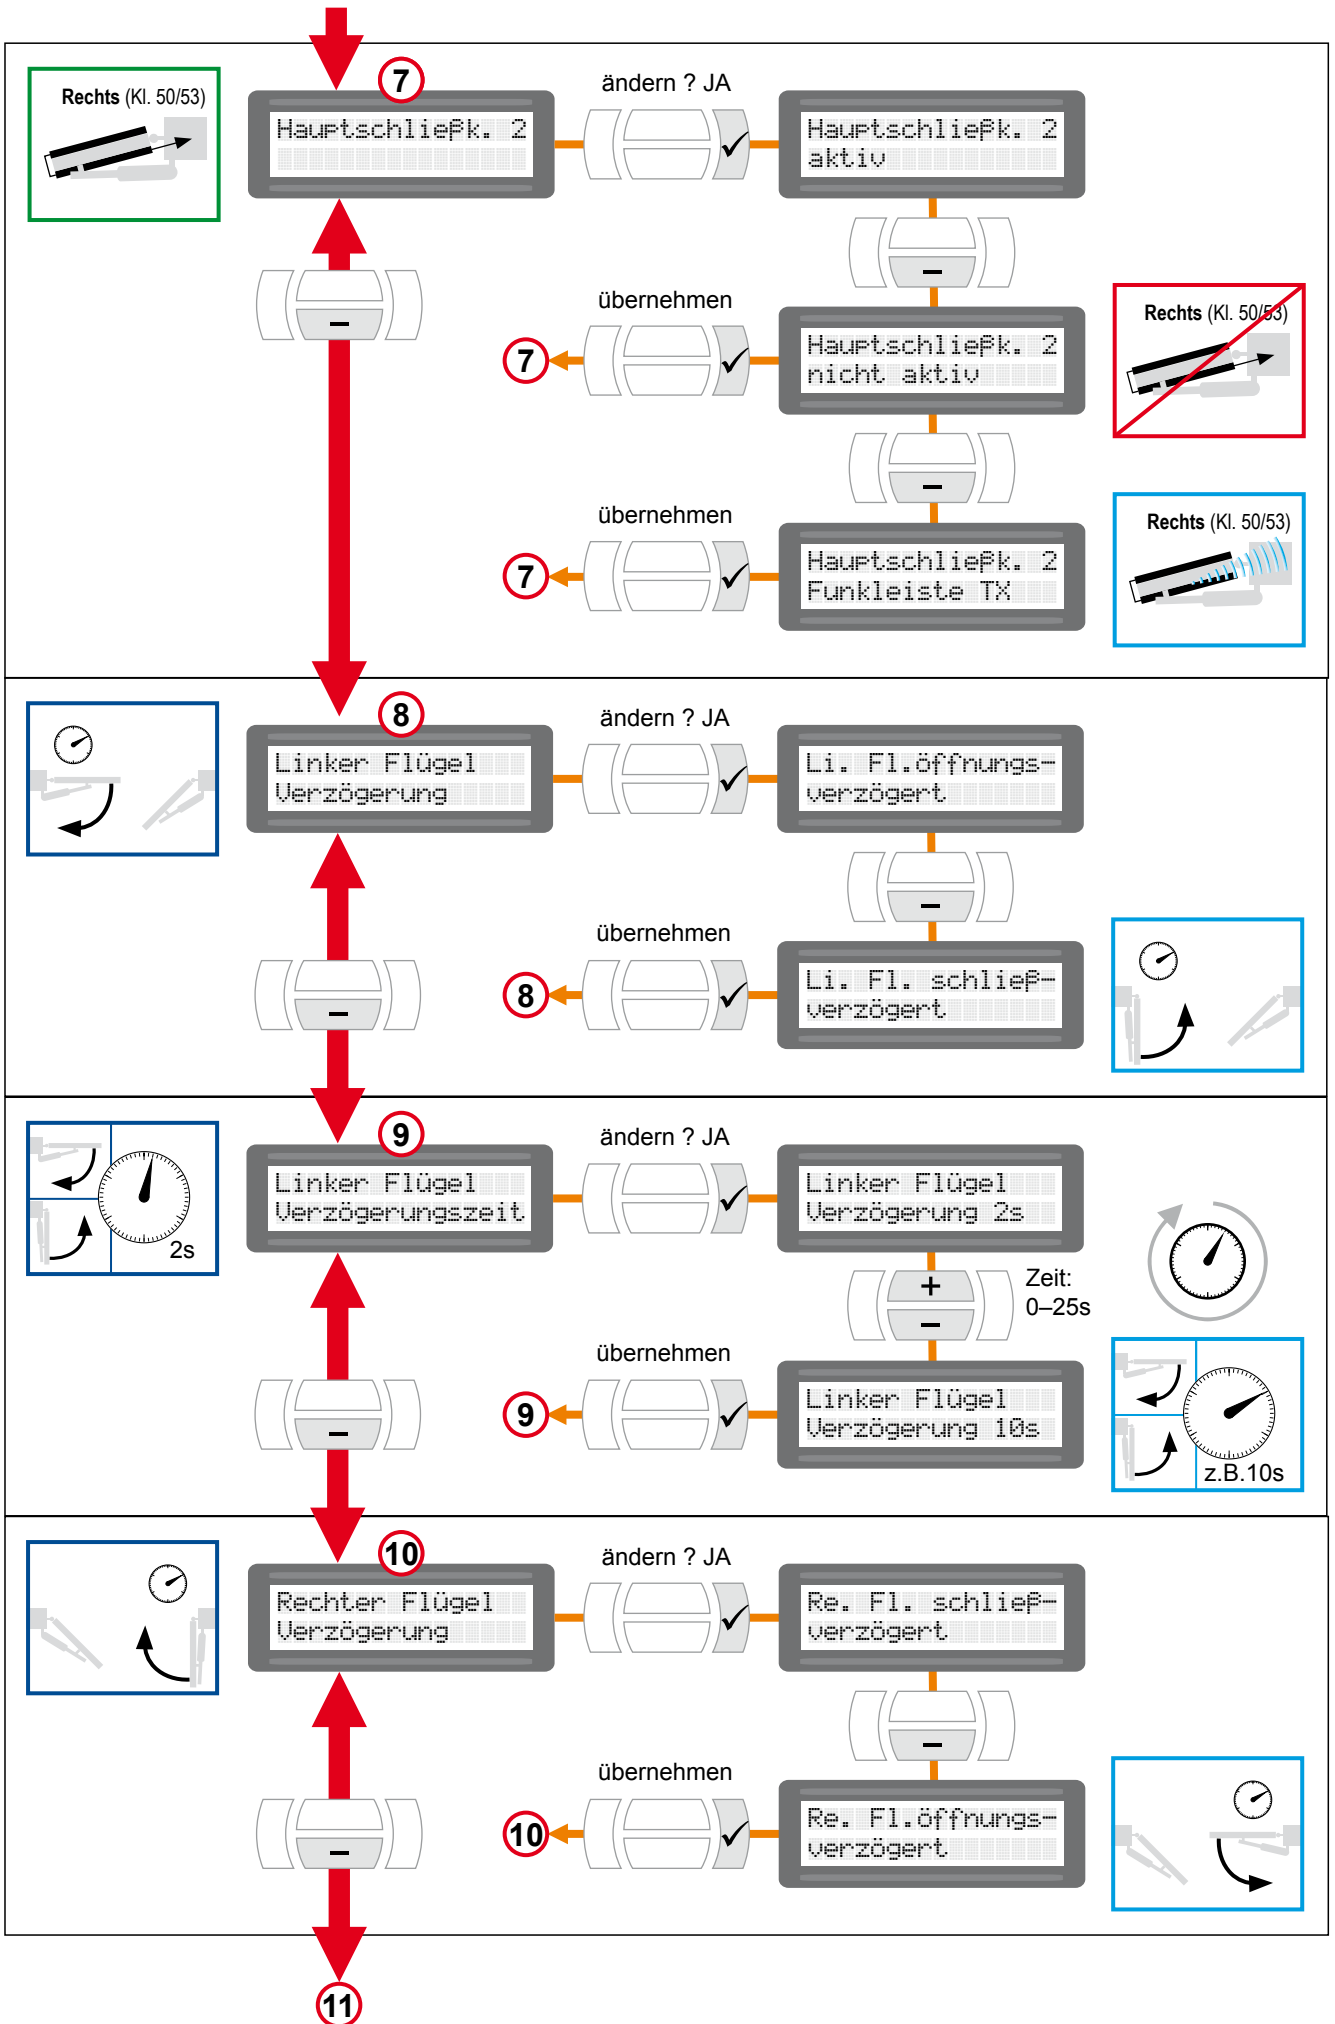 7
ändern ? JA
Rechts (Kl. 50/53)
Hauptschließk. 2
Hauptschließk. 2
aktiv
–
–
übernehmen
Rechts (Kl. 50/53)
7
Hauptschließk. 2
nicht aktiv
–
übernehmen
Rechts (Kl. 50/53)
7
Hauptschließk. 2
Funkleiste TX
8
ändern ? JA
Linker Flügel
Verzögerung
Li. Fl.öffnungs-
verzögert
–
übernehmen
–
8
Li. Fl. schließ-
verzögert
9
ändern ? JA
2s
Linker Flügel
Verzögerungszeit
Linker Flügel
Verzögerung 2s
+
–
Zeit:
0–25s
übernehmen
–
9
Linker Flügel
Verzögerung 10s
z.B.10s
10
ändern ? JA
Rechter Flügel
Verzögerung
Re. Fl. schließ-
verzögert
–
übernehmen
–
10
Re. Fl.öffnungs-
verzögert
11